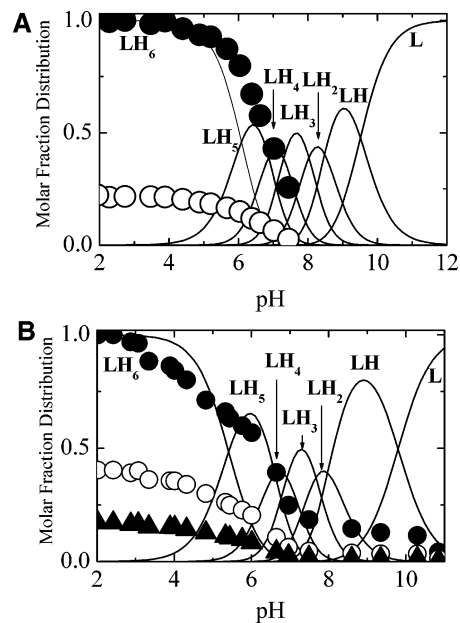 A
1.0
0.5
0.0
Molar Fraction Distribution
LH6
LH5
LH4
LH3
LH2
LH
L
2 4 6 8 10 12
pH
B
1.0
0.5
0.0
Molar Fraction Distribution
LH6
LH5
LH4
LH3
LH2
LH
L
2 4 6 8 10
pH